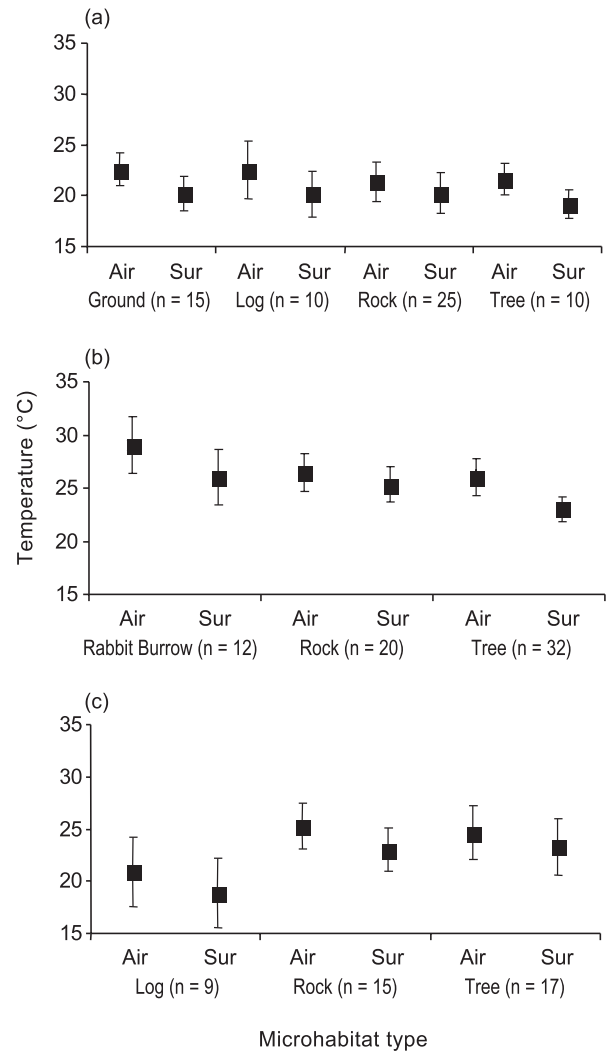 (a)
35
30
25
20
15
Air Sur Air Sur Air Sur Air Sur
Ground (n = 15) Log (n = 10) Rock (n = 25) Tree (n = 10)
(b)
Temperature (°C)
35
30
25
20
15
Air Sur Air Sur Air Sur
Rabbit Burrow (n = 12) Rock (n = 20) Tree (n = 32)
(c)
35
30
25
20
15
Air Sur Air Sur Air Sur
Log (n = 9) Rock (n = 15) Tree (n = 17)
Microhabitat type